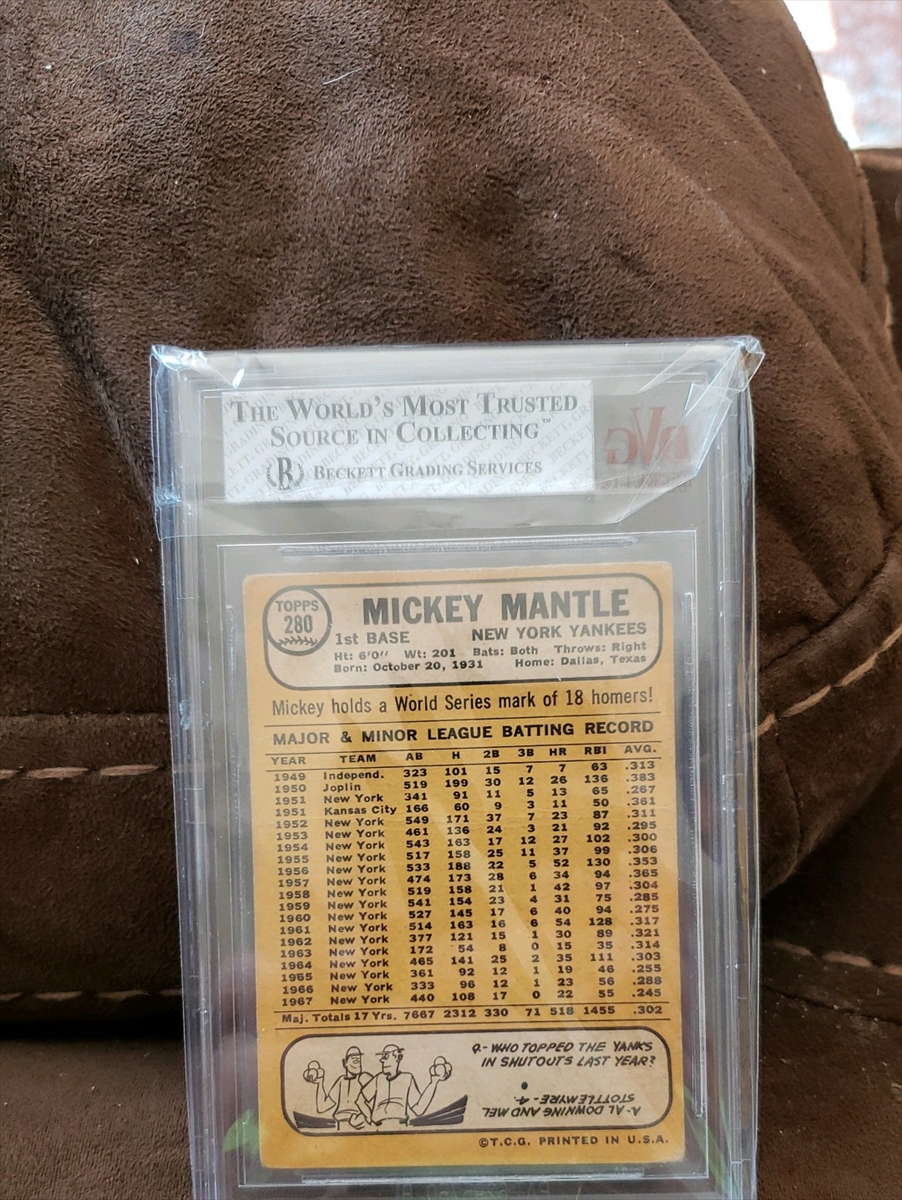 THE WORLD'S MOST TRUSTED
SOURCE IN COLLECTING™
BECKETT GRADING SERVICES
BVG
TOPPS
280
MICKEY MANTLE
1st BASE NEW YORK YANKEES
Ht: 6'0" Wt: 201 Bats: Both Throws: Right
Born: October 20, 1931 Home: Dallas, Texas
Mickey holds a World Series mark of 18 homers!
MAJOR & MINOR LEAGUE BATTING RECORD
YEAR TEAM AB H 2B 3B HR RBI AVG.
1949 Independ. 323 101 15 7 7 63 .313
1950 Joplin 519 199 30 12 26 136 .383
1951 New York 341 91 11 5 13 65 .267
1951 Kansas City 166 60 9 3 11 50 .361
1952 New York 549 171 37 7 23 87 .311
1953 New York 461 136 24 3 21 92 .295
1954 New York 543 163 17 12 27 102 .300
1955 New York 517 158 25 11 37 99 .306
1956 New York 533 188 22 5 52 130 .353
1957 New York 474 173 28 6 34 94 .365
1958 New York 519 158 21 1 42 97 .304
1959 New York 541 154 23 4 31 75 .285
1960 New York 527 145 17 6 40 94 .275
1961 New York 514 163 16 6 54 128 .317
1962 New York 377 121 15 1 30 89 .321
1963 New York 172 54 8 0 15 35 .314
1964 New York 465 141 25 2 35 111 .303
1965 New York 361 92 12 1 19 46 .255
1966 New York 333 96 12 1 23 56 .288
1967 New York 440 108 17 0 22 55 .245
Maj. Totals 17 Yrs. 7667 2312 330 71 518 1455 .302
Q- WHO TOPPED THE YANKS
IN SHUTOUTS LAST YEAR?
A- AL DOWNING AND MEL
STOTTLEMYRE - 4.
©T.C.G. PRINTED IN U.S.A.